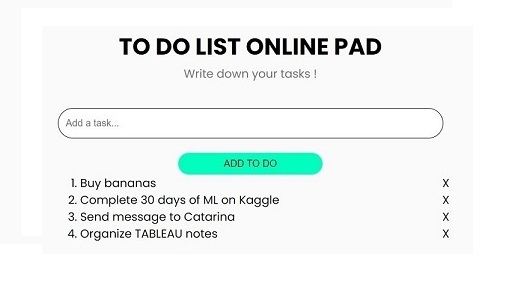 TO DO LIST ONLINE PAD
Write down your tasks !
Add a task...
ADD TO DO
1. Buy bananas X
2. Complete 30 days of ML on Kaggle X
3. Send message to Catarina X
4. Organize TABLEAU notes X